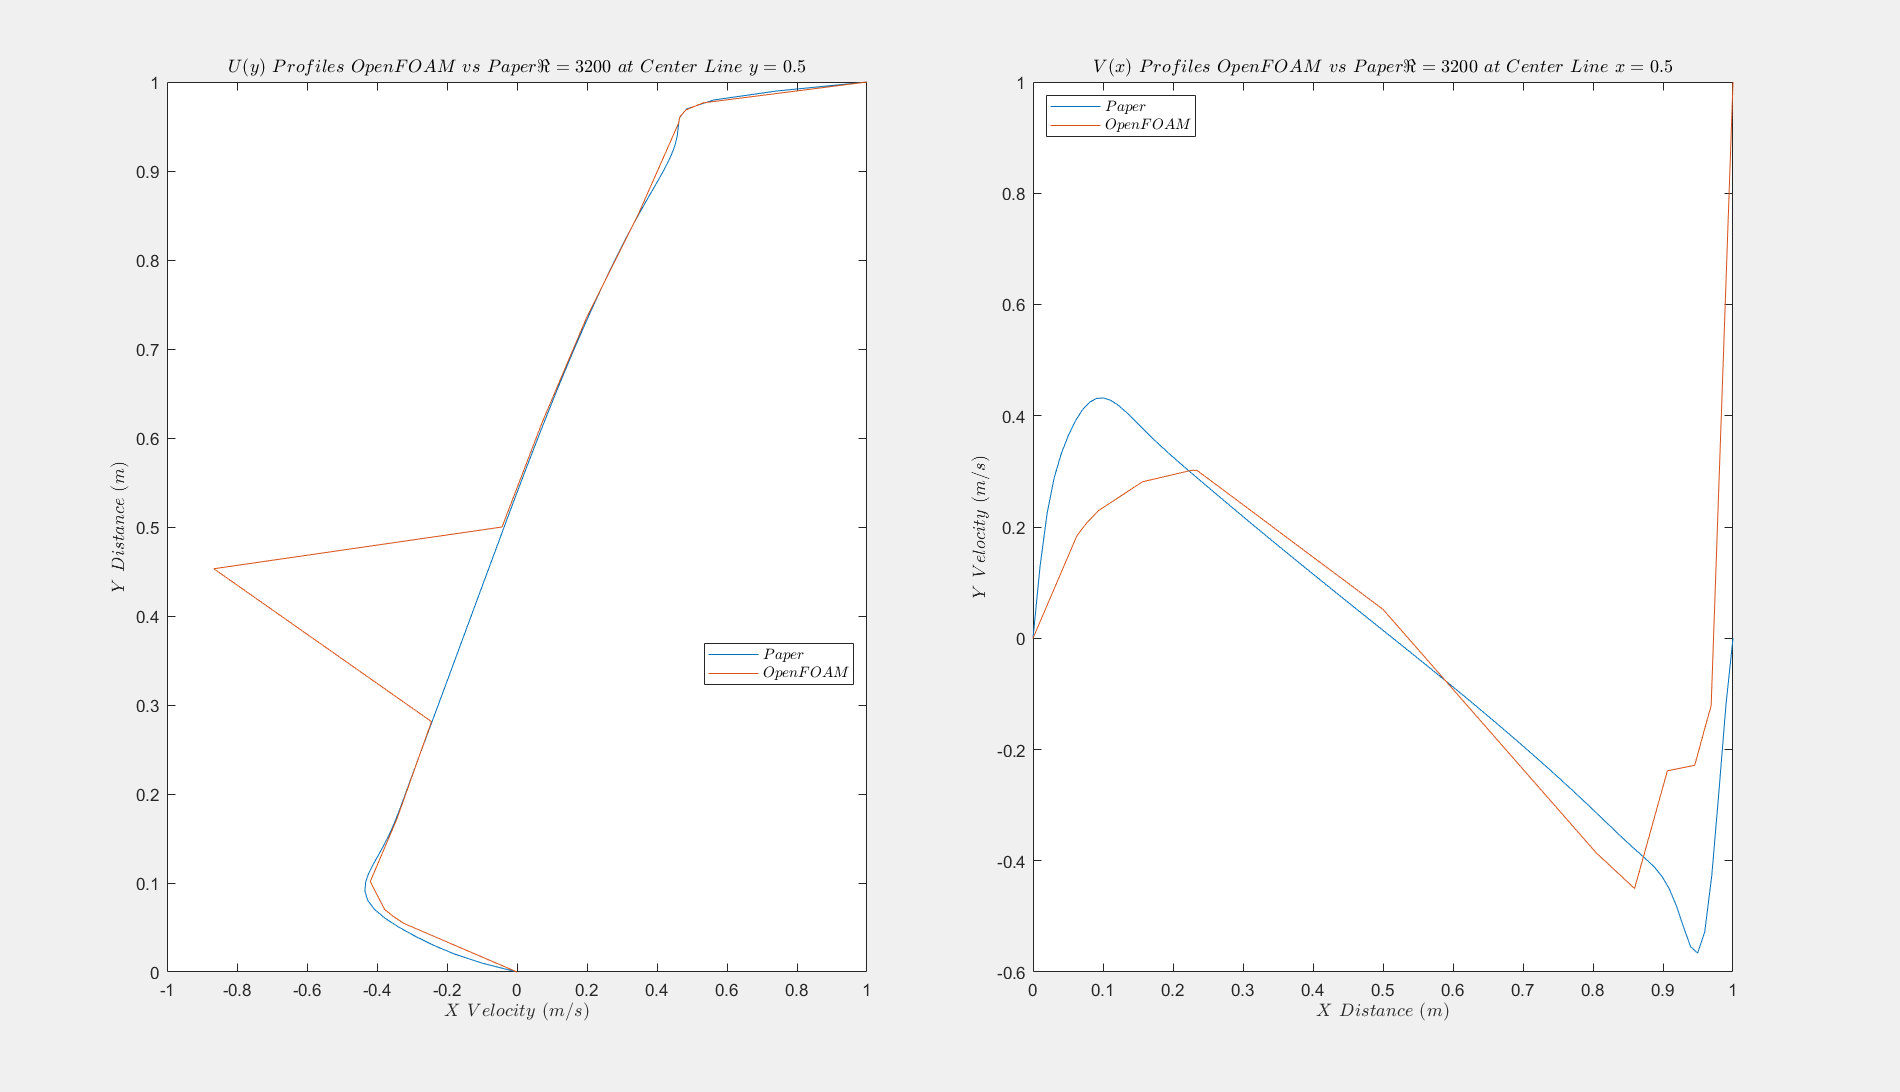 U(y) Profiles OpenFOAM vs Paperℜ = 3200 at Center Line y = 0.5
1
0.9
0.8
0.7
0.6
0.5
0.4
0.3
0.2
0.1
0
Y Distance (m)
Paper
OpenFOAM
-1 -0.8 -0.6 -0.4 -0.2 0 0.2 0.4 0.6 0.8 1
X Velocity (m/s)
V(x) Profiles OpenFOAM vs Paperℜ = 3200 at Center Line x = 0.5
Paper
OpenFOAM
1
0.8
0.6
0.4
0.2
0
-0.2
-0.4
-0.6
Y Velocity (m/s)
0 0.1 0.2 0.3 0.4 0.5 0.6 0.7 0.8 0.9 1
X Distance (m)